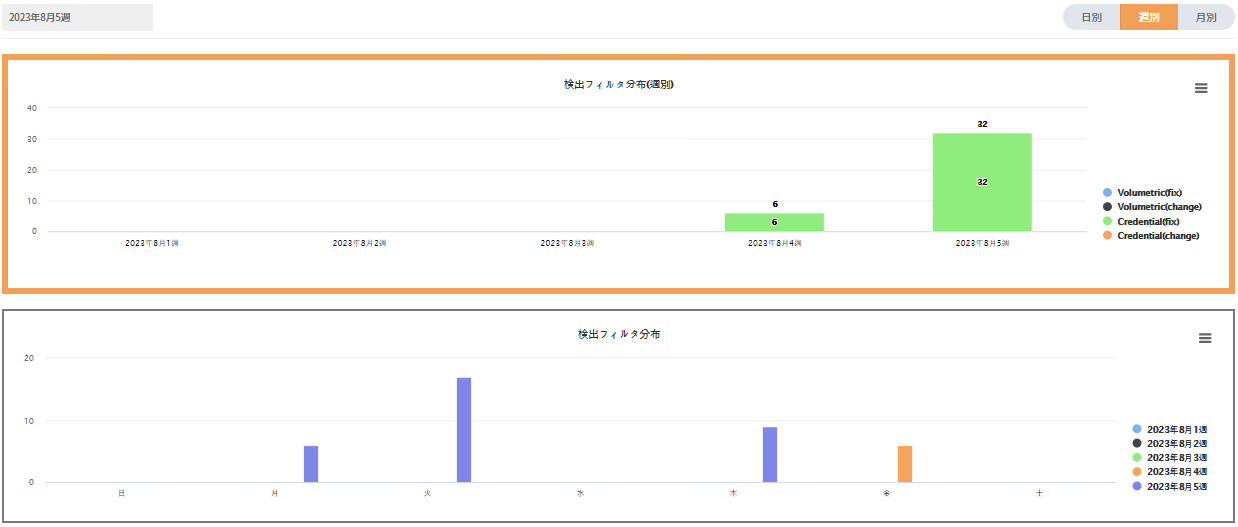 2023年8月5週
日別 週別 月別
検出フィルタ分布(週別)
40
30
20
10
0
32
32
6
6
2023年8月1週 2023年8月2週 2023年8月3週 2023年8月4週 2023年8月5週
Volumetric(fix)
Volumetric(change)
Credential(fix)
Credential(change)
検出フィルタ分布
20
10
0
日 月 火 水 木 金 土
2023年8月1週
2023年8月2週
2023年8月3週
2023年8月4週
2023年8月5週